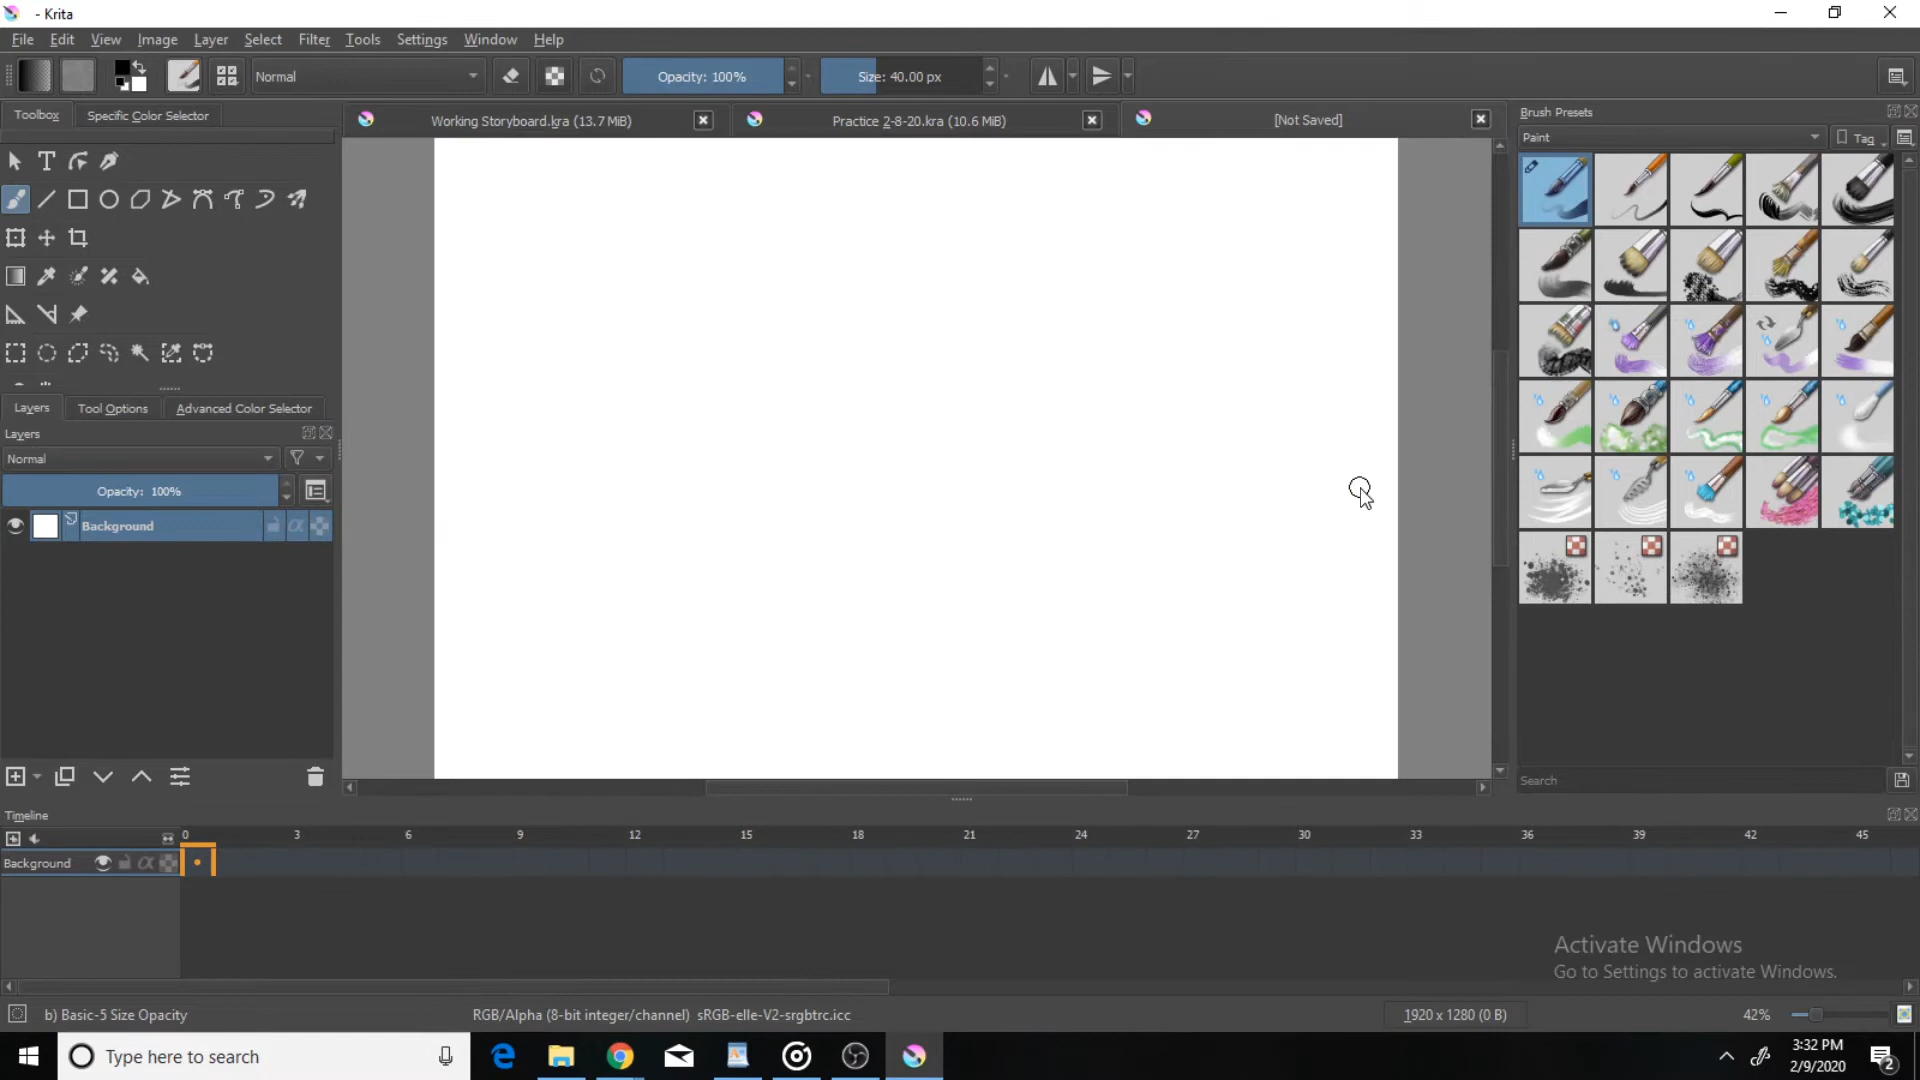 - Krita
File Edit View Image Layer Select Filter Tools Settings Window Help
Normal Opacity: 100% Size: 40.00 px
Toolbox Specific Color Selector
Working Storyboard.kra (13.7 MiB) Practice 2-8-20.kra (10.6 MiB) [Not Saved]
Brush Presets
Paint Tag
Layers Tool Options Advanced Color Selector
Layers
Normal
Opacity: 100%
Background
Search
Timeline
0 3 6 9 12 15 18 21 24 27 30 33 36 39 42 45
Background
Activate Windows
Go to Settings to activate Windows.
b) Basic-5 Size Opacity RGB/Alpha (8-bit integer/channel) sRGB-elle-V2-srgbtrc.icc 1920 x 1280 (0 B) 42%
Type here to search
3:32 PM
2/9/2020
2